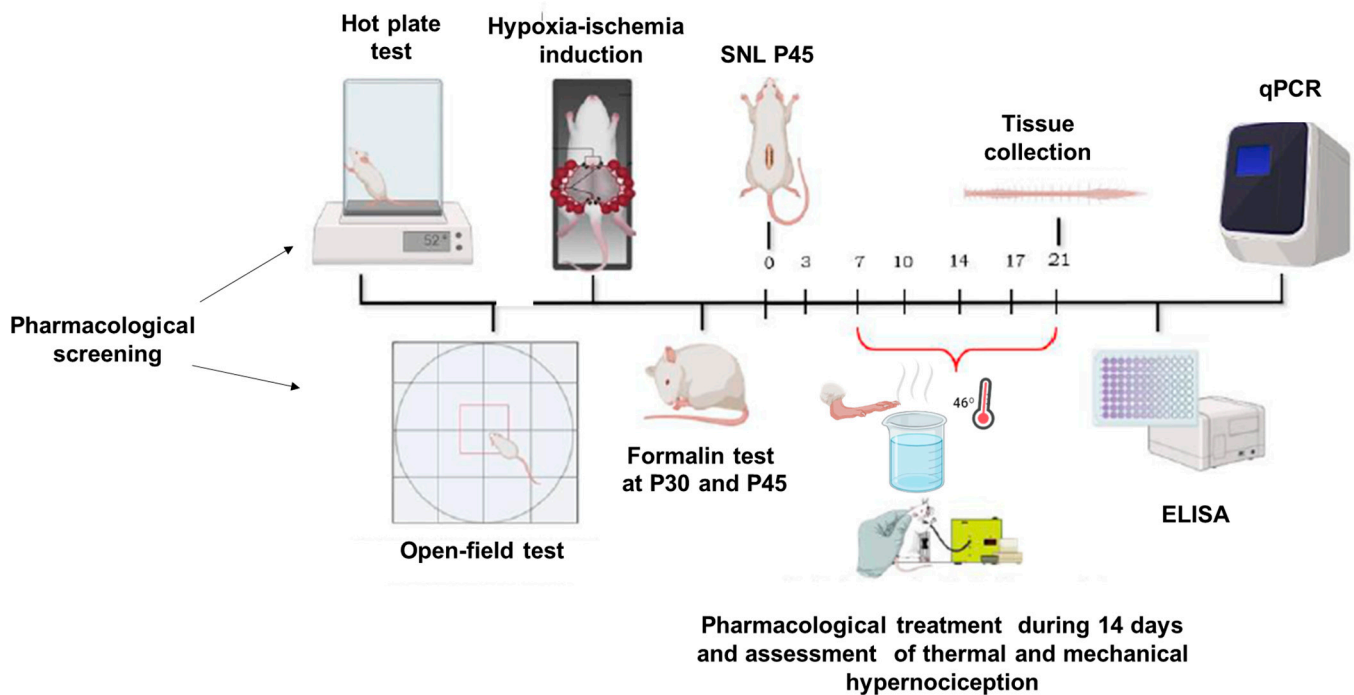 Hot plate
test
Hypoxia-ischemia
induction
SNL P45
Tissue
collection
qPCR
52°
0 3 7 10 14 17 21
Pharmacological
screening
46°
Formalin test
at P30 and P45
Open-field test
ELISA
Pharmacological treatment during 14 days
and assessment of thermal and mechanical
hypernociception